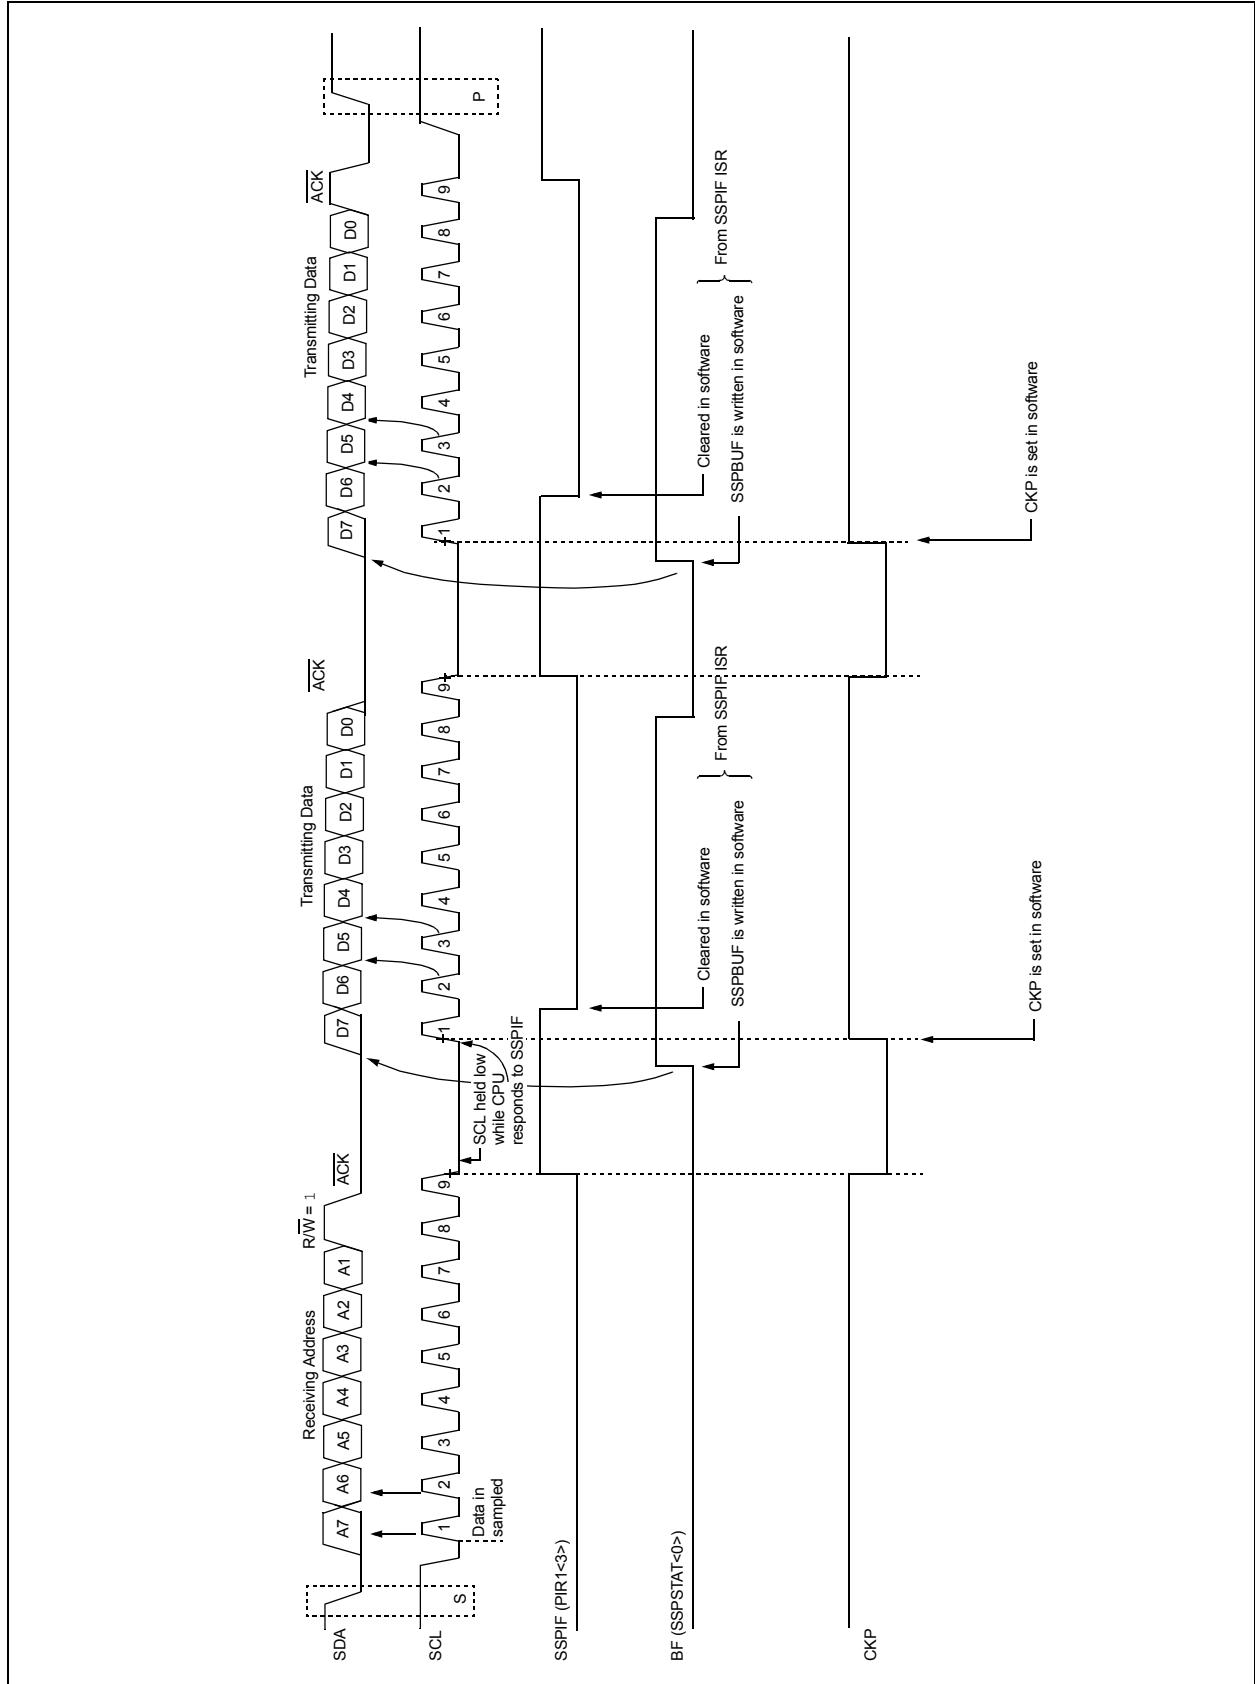 Receiving Address
R/W = 1
ACK
Transmitting Data
ACK
Transmitting Data
ACK
SDA
A7
A6
A5
A4
A3
A2
A1
D7
D6
D5
D4
D3
D2
D1
D0
D7
D6
D5
D4
D3
D2
D1
D0
SCL
S
1
2
3
4
5
6
7
8
9
1
2
3
4
5
6
7
8
9
1
2
3
4
5
6
7
8
9
P
Data in
sampled
SCL held low
while CPU
responds to SSPIF
SSPIF (PIR1<3>)
BF (SSPSTAT<0>)
Cleared in software
SSPBUF is written in software
From SSPIF ISR
Cleared in software
SSPBUF is written in software
From SSPIF ISR
CKP
CKP is set in software
CKP is set in software